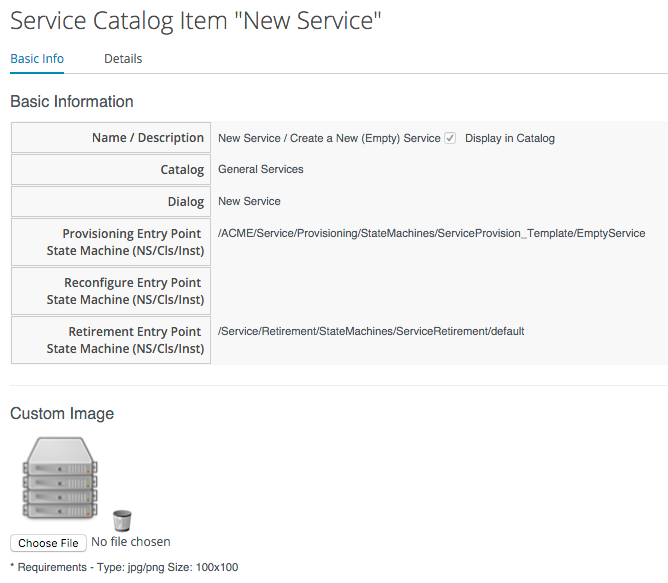 Service Catalog Item "New Service"
Basic Info Details
Basic Information
Name / Description New Service / Create a New (Empty) Service Display in Catalog
Catalog General Services
Dialog New Service
Provisioning Entry Point /ACME/Service/Provisioning/StateMachines/ServiceProvision_Template/EmptyService
State Machine (NS/Cls/Inst)
Reconfigure Entry Point
State Machine (NS/Cls/Inst)
Retirement Entry Point /Service/Retirement/StateMachines/ServiceRetirement/default
State Machine (NS/Cls/Inst)
Custom Image
Choose File No file chosen
* Requirements - Type: jpg/png Size: 100x100